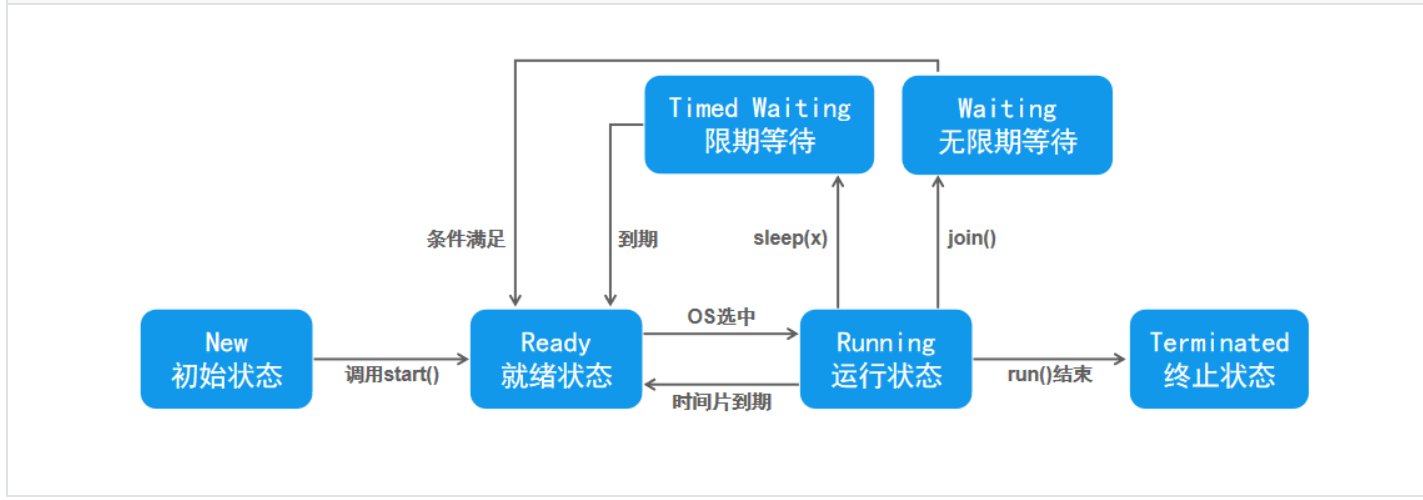 Timed Waiting
限期等待
Waiting
无限期等待
条件满足
到期
sleep(x)
join()
New
初始状态
调用start()
Ready
就绪状态
OS选中
时间片到期
Running
运行状态
run()结束
Terminated
终止状态